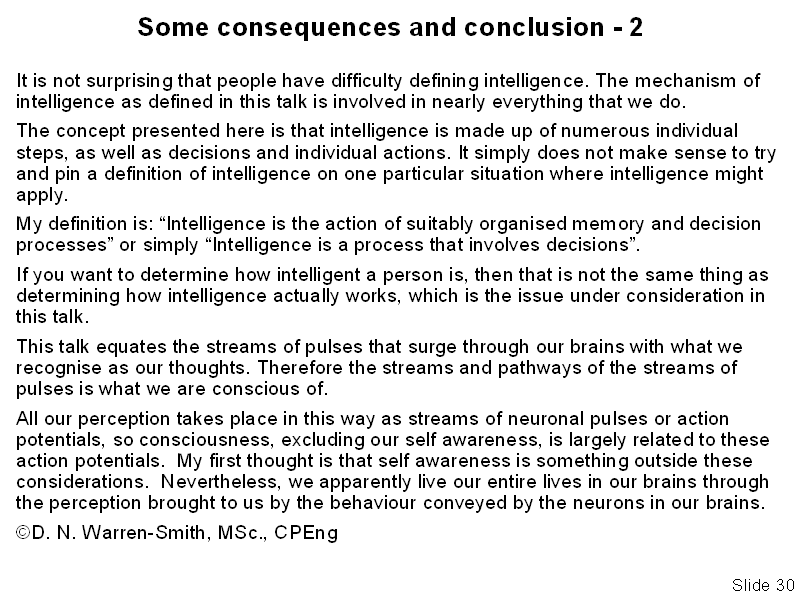 Some consequences and conclusion - 2
It is not surprising that people have difficulty defining intelligence. The mechanism of
intelligence as defined in this talk is involved in nearly everything that we do.
The concept presented here is that intelligence is made up of numerous individual
steps, as well as decisions and individual actions. It simply does not make sense to try
and pin a definition of intelligence on one particular situation where intelligence might
apply.
My definition is: “Intelligence is the action of suitably organised memory and decision
processes” or simply “Intelligence is a process that involves decisions”.
If you want to determine how intelligent a person is, then that is not the same thing as
determining how intelligence actually works, which is the issue under consideration in
this talk.
This talk equates the streams of pulses that surge through our brains with what we
recognise as our thoughts. Therefore the streams and pathways of the streams of
pulses is what we are conscious of.
All our perception takes place in this way as streams of neuronal pulses or action
potentials, so consciousness, excluding our self awareness, is largely related to these
action potentials.  My first thought is that self awareness is something outside these
considerations.  Nevertheless, we apparently live our entire lives in our brains through
the perception brought to us by the behaviour conveyed by the neurons in our brains.
©D. N. Warren-Smith, MSc., CPEng
Slide 30